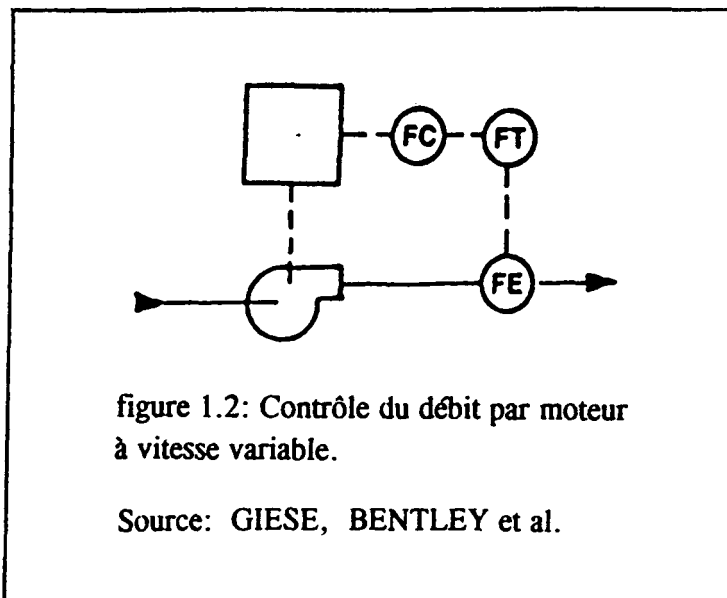 FC FT
FE
figure 1.2: Contrôle du débit par moteur
à vitesse variable.
Source: GIESE, BENTLEY et al.